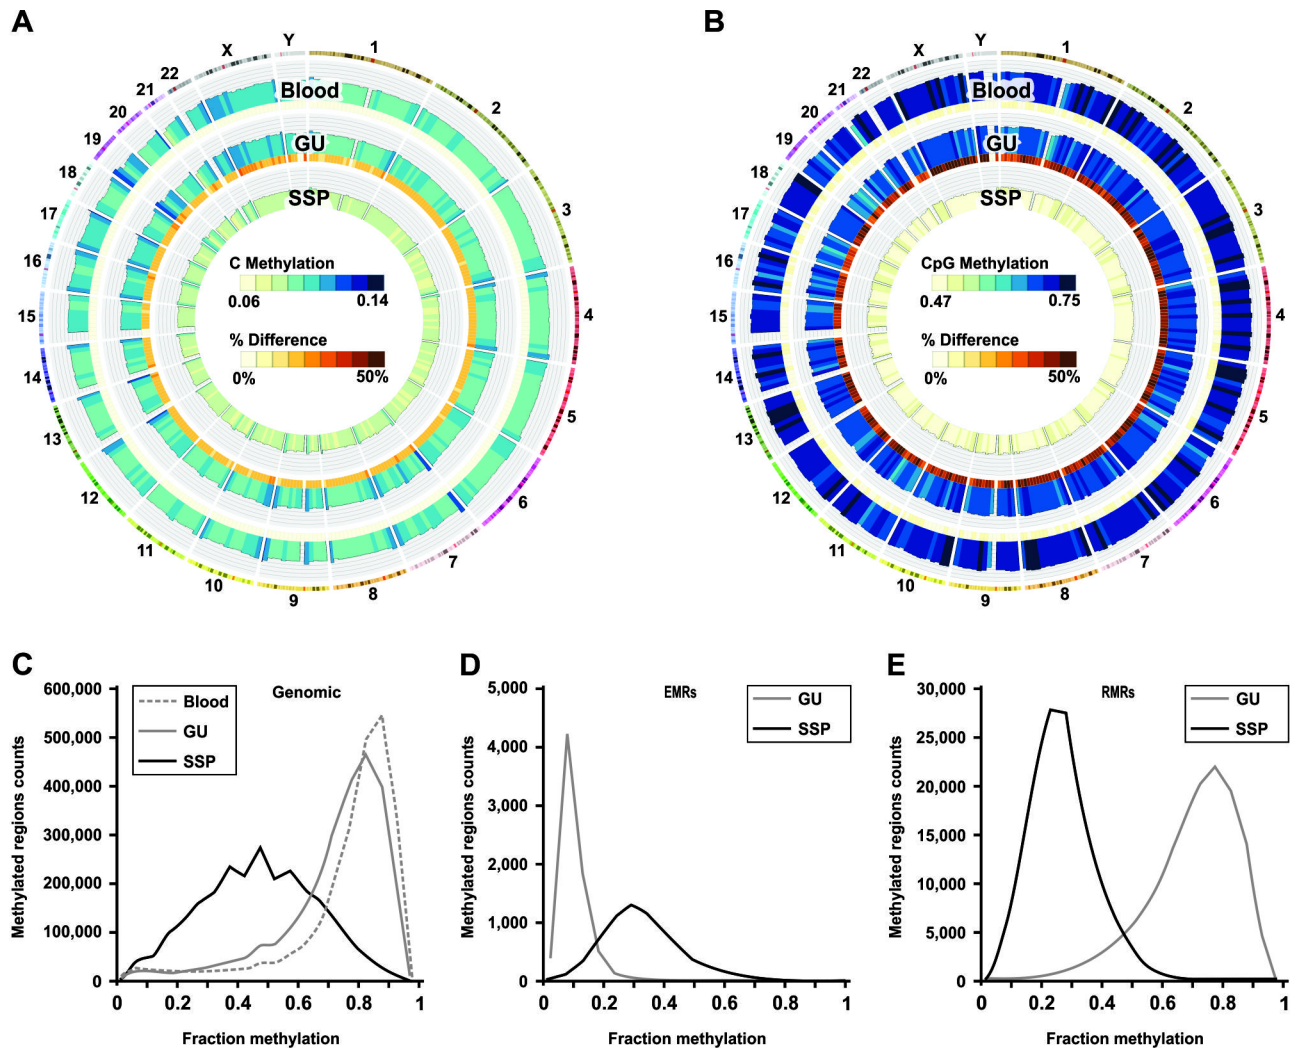 A
B
X
Y
1
2
3
4
5
6
7
8
9
10
11
12
13
14
15
16
17
18
19
20
21
22
Blood
GU
SSP
C Methylation
0.06 0.14
% Difference
0% 50%
X
Y
1
2
3
4
5
6
7
8
9
10
11
12
13
14
15
16
17
18
19
20
21
22
Blood
GU
SSP
CpG Methylation
0.47 0.75
% Difference
0% 50%
C
Genomic
Blood
GU
SSP
Methylated regions counts
600,000
500,000
400,000
300,000
200,000
100,000
0
0 0.2 0.4 0.6 0.8 1
Fraction methylation
D
EMRs
GU
SSP
Methylated regions counts
5,000
4,000
3,000
2,000
1,000
0
0 0.2 0.4 0.6 0.8 1
Fraction methylation
E
RMRs
GU
SSP
Methylated regions counts
30,000
25,000
20,000
15,000
10,000
5,000
0
0 0.2 0.4 0.6 0.8 1
Fraction methylation